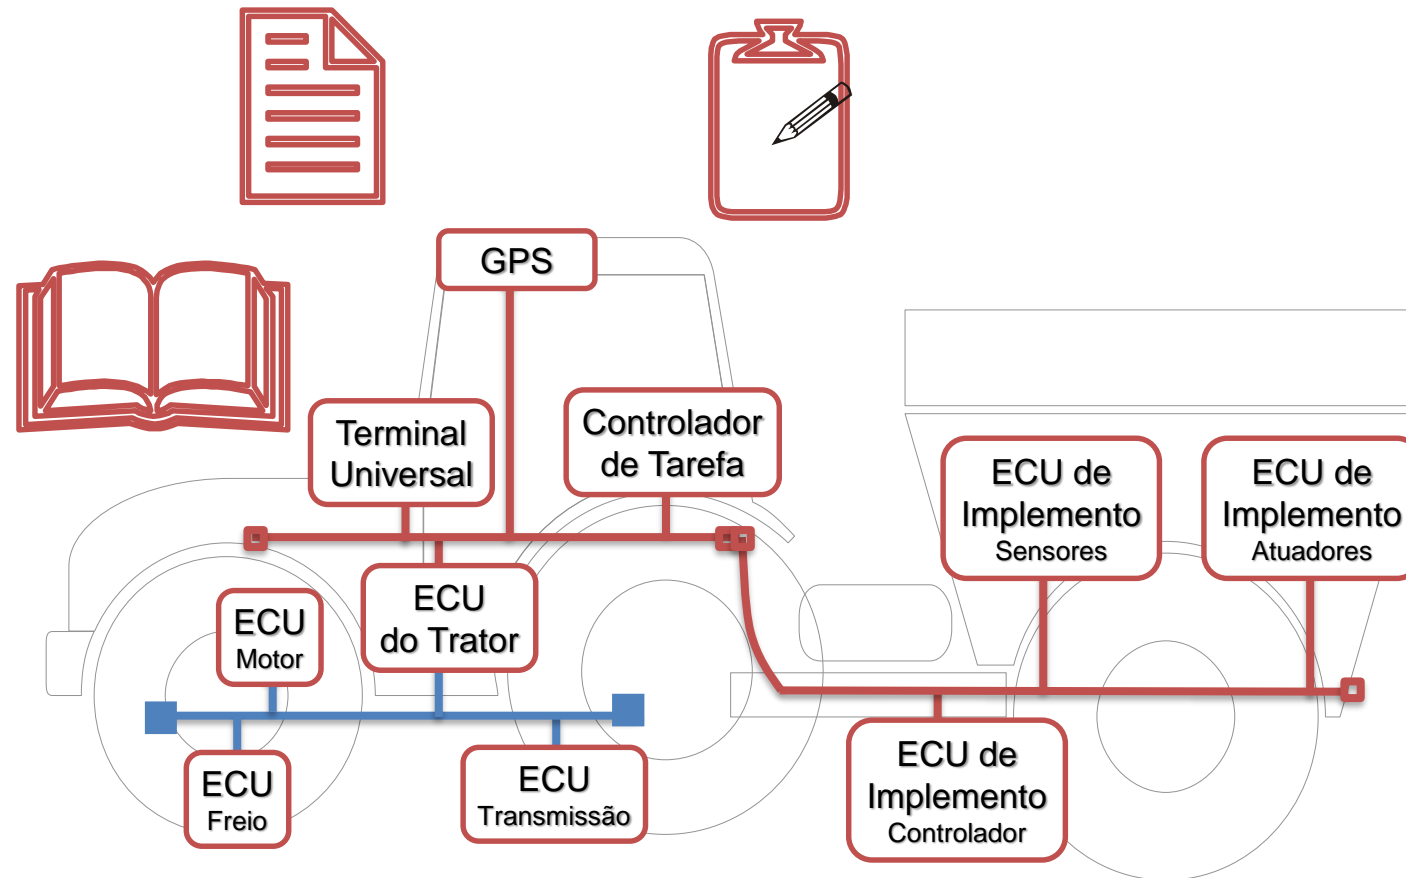 GPS
Terminal
Universal
Controlador
de Tarefa
ECU de
Implemento
Sensores
ECU de
Implemento
Atuadores
ECU
do Trator
ECU
Motor
ECU
Freio
ECU
Transmissão
ECU de
Implemento
Controlador